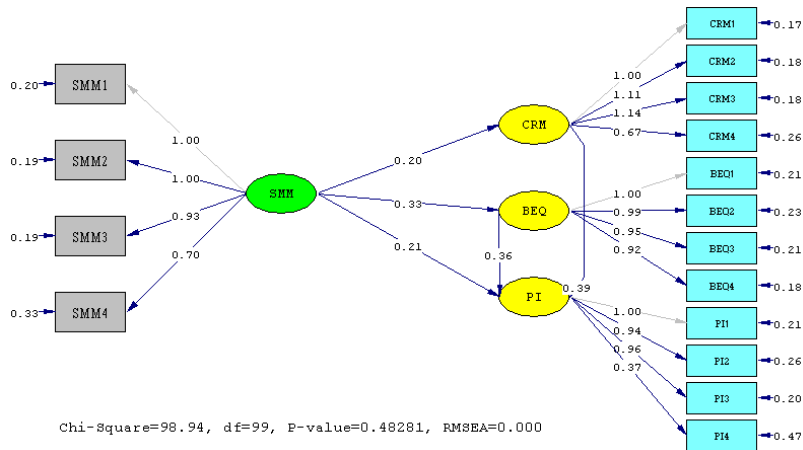 CRM1
0.17
CRM2
0.18
CRM3
0.18
CRM4
0.26
1.00
1.11
1.14
0.67
0.20
SMM1
0.19
SMM2
0.19
SMM3
0.33
SMM4
1.00
1.00
0.93
0.70
SMM
0.20
0.33
0.21
CRM
BEQ
0.36
PI
0.39
BEQ1
0.21
BEQ2
0.23
BEQ3
0.21
BEQ4
0.18
1.00
0.99
0.95
0.92
PI1
0.21
PI2
0.26
PI3
0.20
PI4
0.47
1.00
0.94
0.96
0.37
Chi-Square=98.94, df=99, P-value=0.48281, RMSEA=0.000